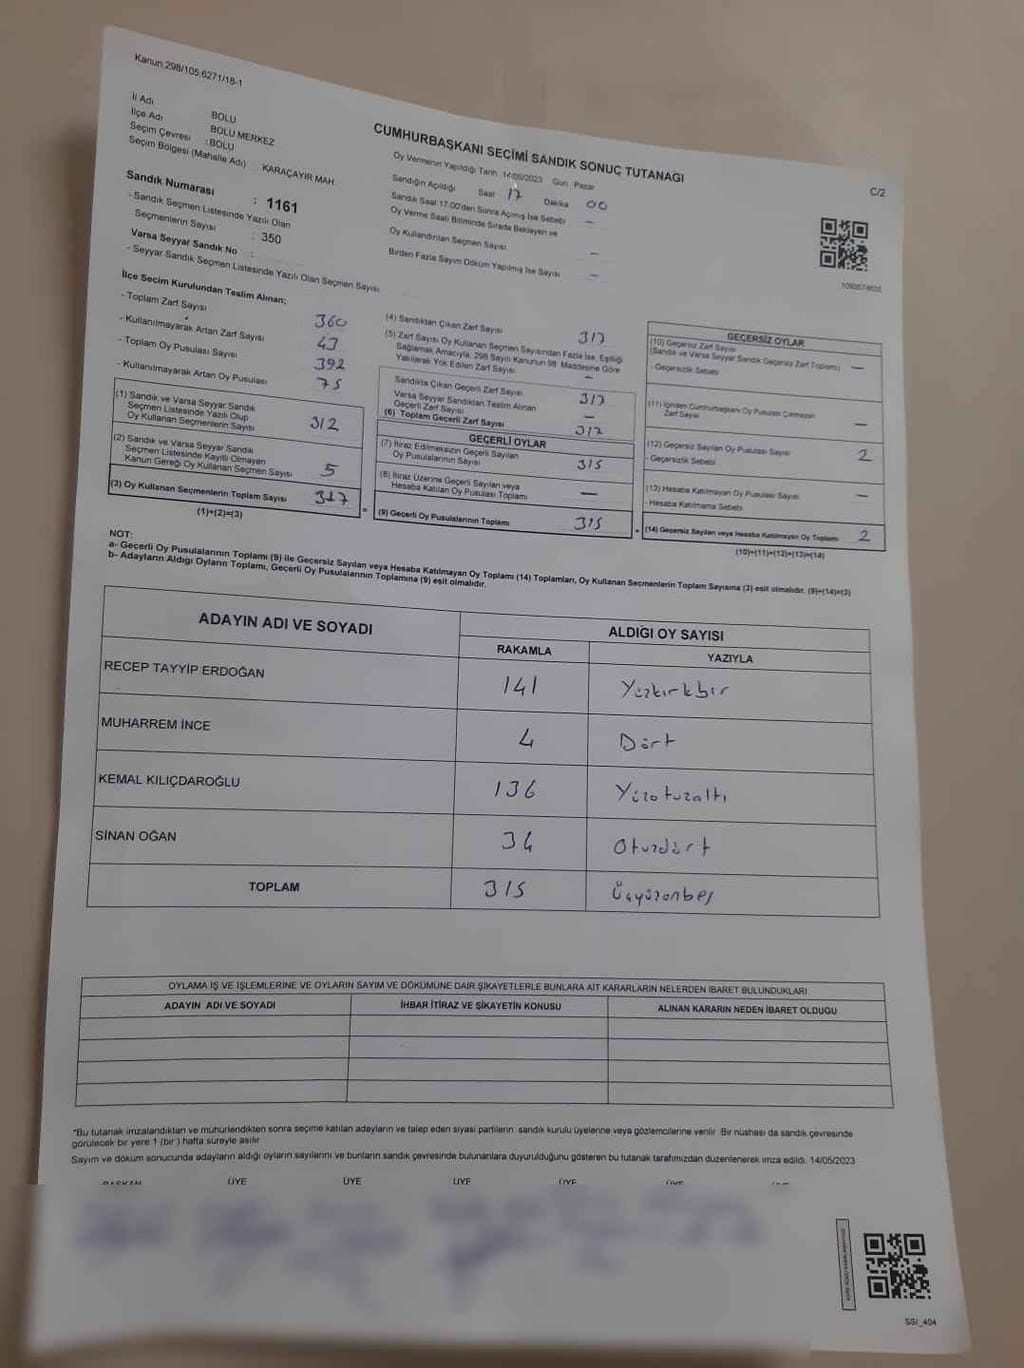 Kanun.298/105,6271/18-1
İl Adı BOLU
İlçe Adı BOLU MERKEZ
Seçim Çevresi :BOLU
Seçim Bölgesi (Mahalle Adı) KARAÇAYIR MAH
Sandık Numarası : 1161
- Sandık Seçmen Listesinde Yazılı Olan
Seçmenlerin Sayısı : 350
Varsa Seyyar Sandık No :
- Seyyar Sandık Seçmen Listesinde Yazılı Olan Seçmen Sayısı
CUMHURBAŞKANI SEÇİMİ SANDIK SONUÇ TUTANAĞI
C/2
Oy Vermenin Yapıldığı Tarih :14/05/2023 Gün: Pazar
Sandığın Açıldığı Saat 17 Dakika 00
Sandık Saat 17:00'den Sonra Açılmış İse Sebebi —
Oy Verme Saati Bitiminde Sırada Bekleyen ve
Oy Kullandırılan Seçmen Sayısı —
Birden Fazla Sayım Döküm Yapılmış İse Sayısı —
İlçe Seçim Kurulundan Teslim Alınan;
- Toplam Zarf Sayısı 360
- Kullanılmayarak Artan Zarf Sayısı 43
- Toplam Oy Pusulası Sayısı 392
- Kullanılmayarak Artan Oy Pusulası 75
(1) Sandık ve Varsa Seyyar Sandık
Seçmen Listesinde Yazılı Olup
Oy Kullanan Seçmenlerin Sayısı 312
(2) Sandık ve Varsa Seyyar Sandık
Seçmen Listesinde Kayıtlı Olmayan
Kanun Gereği Oy Kullanan Seçmen Sayısı 5
(3) Oy Kullanan Seçmenlerin Toplam Sayısı 317
(1)+(2)=(3)
(4) Sandıktan Çıkan Zarf Sayısı 317
(5) Zarf Sayısı Oy Kullanan Seçmen Sayısından Fazla İse, Eşitliği
Sağlamak Amacıyla, 298 Sayılı Kanunun 98. Maddesine Göre
Yakılarak Yok Edilen Zarf Sayısı —
Sandıkta Çıkan Geçerli Zarf Sayısı 317
Varsa Seyyar Sandıktan Teslim Alınan
Geçerli Zarf Sayısı —
(6) Toplam Geçerli Zarf Sayısı 317
GEÇERLİ OYLAR
(7) İtiraz Edilmeksizin Geçerli Sayılan
Oy Pusulalarının Sayısı 315
(8) İtiraz Üzerine Geçerli Sayılan veya
Hesaba Katılan Oy Pusulası Toplamı —
(9) Geçerli Oy Pusulalarının Toplamı 315
GEÇERSİZ OYLAR
(10) Geçersiz Zarf Sayısı
(Sandık ve Varsa Seyyar Sandık Geçersiz Zarf Toplamı) —
- Geçersizlik Sebebi
(11) İçinden Cumhurbaşkanı Oy Pusulası Çıkmayan
Zarf Sayısı —
(12) Geçersiz Sayılan Oy Pusulası Sayısı 2
- Geçersizlik Sebebi
(13) Hesaba Katılmayan Oy Pusulası Sayısı —
- Hesaba Katılmama Sebebi
(14) Geçersiz Sayılan veya Hesaba Katılmayan Oy Toplamı 2
(10)+(11)+(12)+(13)=(14)
NOT:
a- Geçerli Oy Pusulalarının Toplamı (9) ile Geçersiz Sayılan veya Hesaba Katılmayan Oy Toplamı (14) Toplamları, Oy Kullanan Seçmenlerin Toplam Sayısına (3) eşit olmalıdır. (9)+(14)=(3)
b- Adayların Aldığı Oyların Toplamı, Geçerli Oy Pusulalarının Toplamına (9) eşit olmalıdır.
ADAYIN ADI VE SOYADI ALDIĞI OY SAYISI
RAKAMLA YAZIYLA
RECEP TAYYİP ERDOĞAN 141 Yüzkırkbir
MUHARREM İNCE 4 Dört
KEMAL KILIÇDAROĞLU 136 Yüzotuzaltı
SİNAN OĞAN 34 Otuzdört
TOPLAM 315 Üçyüzonbeş
OYLAMA İŞ VE İŞLEMLERİNE VE OYLARIN SAYIM VE DÖKÜMÜNE DAİR ŞİKAYETLERLE BUNLARA AİT KARARLARIN NELERDEN İBARET BULUNDUKLARI
ADAYIN ADI VE SOYADI İHBAR İTİRAZ VE ŞİKAYETİN KONUSU ALINAN KARARIN NEDEN İBARET OLDUĞU
*Bu tutanak imzalandıktan ve mühürlendikten sonra seçime katılan adayların ve talep eden siyasi partilerin sandık kurulu üyelerine veya gözlemcilerine verilir. Bir nüshası da sandık çevresinde
görülecek bir yere 1 (bir) hafta süreyle asılır.
Sayım ve döküm sonucunda adayların aldığı oyların sayılarını ve bunların sandık çevresinde bulunanlara duyurulduğunu gösteren bu tutanak tarafımızdan düzenlenerek imza edildi. 14/05/2023
BAŞKAN ÜYE ÜYE ÜYE ÜYE ÜYE ÜYE
SSI_404